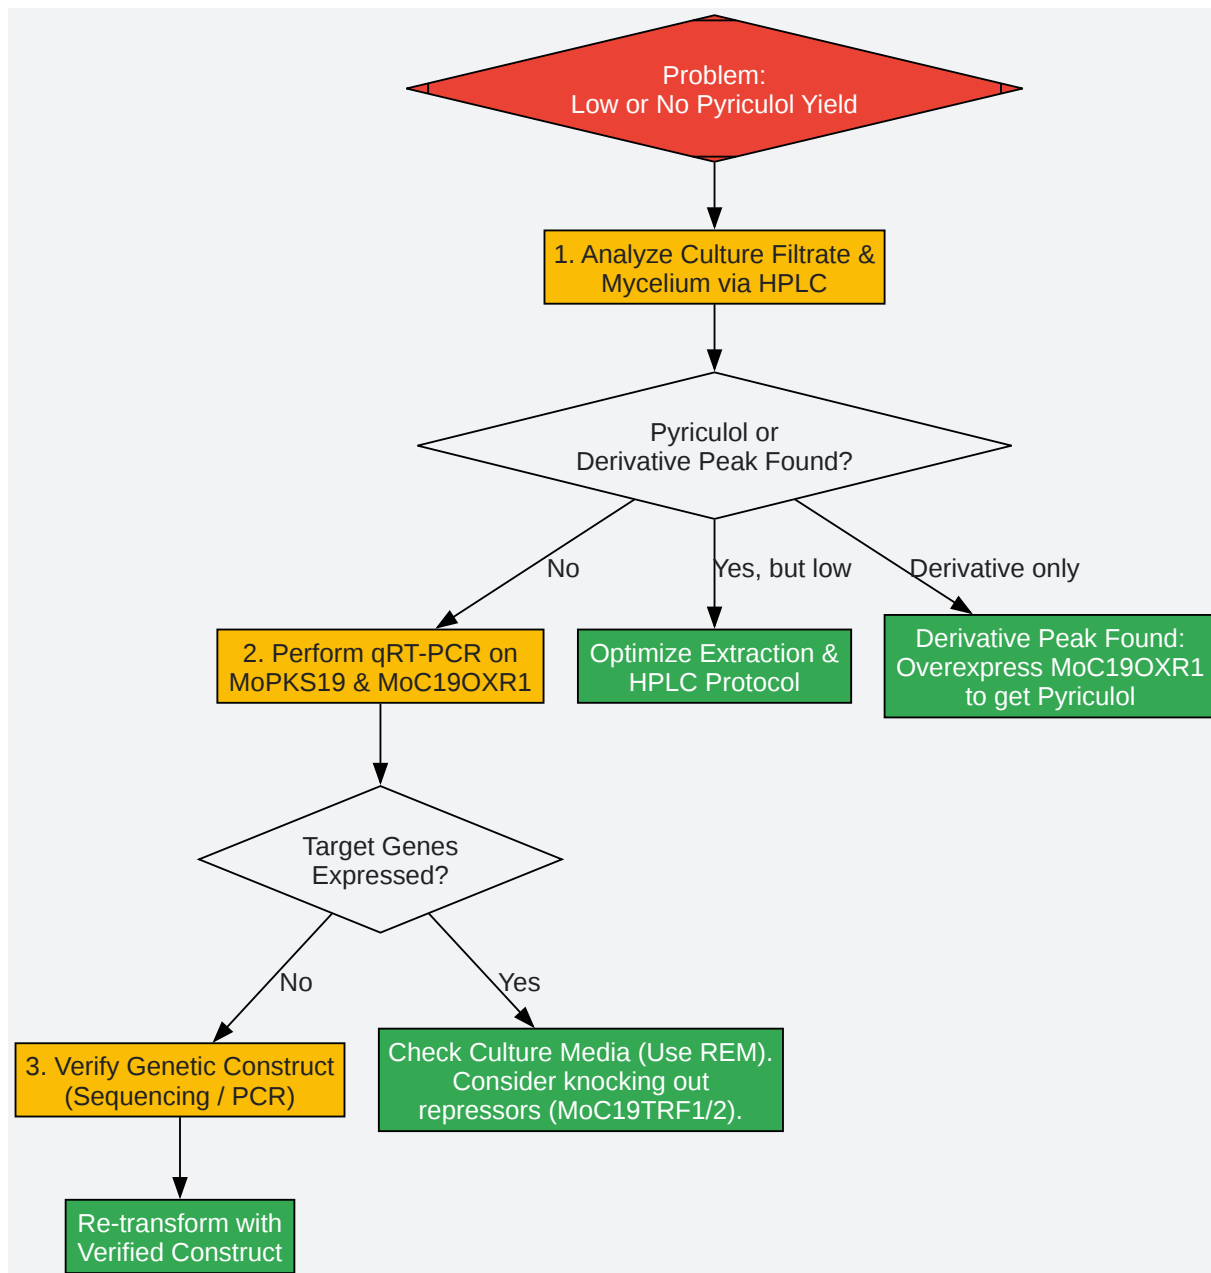 Problem:
Low or No Pyriculol Yield
1. Analyze Culture Filtrate &
Mycelium via HPLC
Pyriculol or
Derivative Peak Found?
No
Yes, but low
Derivative only
2. Perform qRT-PCR on
MoPKS19 & MoC19OXR1
Optimize Extraction &
HPLC Protocol
Derivative Peak Found:
Overexpress MoC19OXR1
to get Pyriculol
Target Genes
Expressed?
No
Yes
3. Verify Genetic Construct
(Sequencing / PCR)
Check Culture Media (Use REM).
Consider knocking out
repressors (MoC19TRF1/2).
Re-transform with
Verified Construct